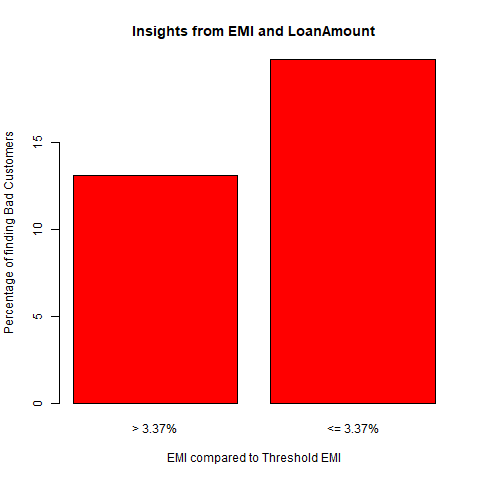 Insights from EMI and LoanAmount
Percentage of finding Bad Customers
15
10
5
0
> 3.37%
<= 3.37%
EMI compared to Threshold EMI